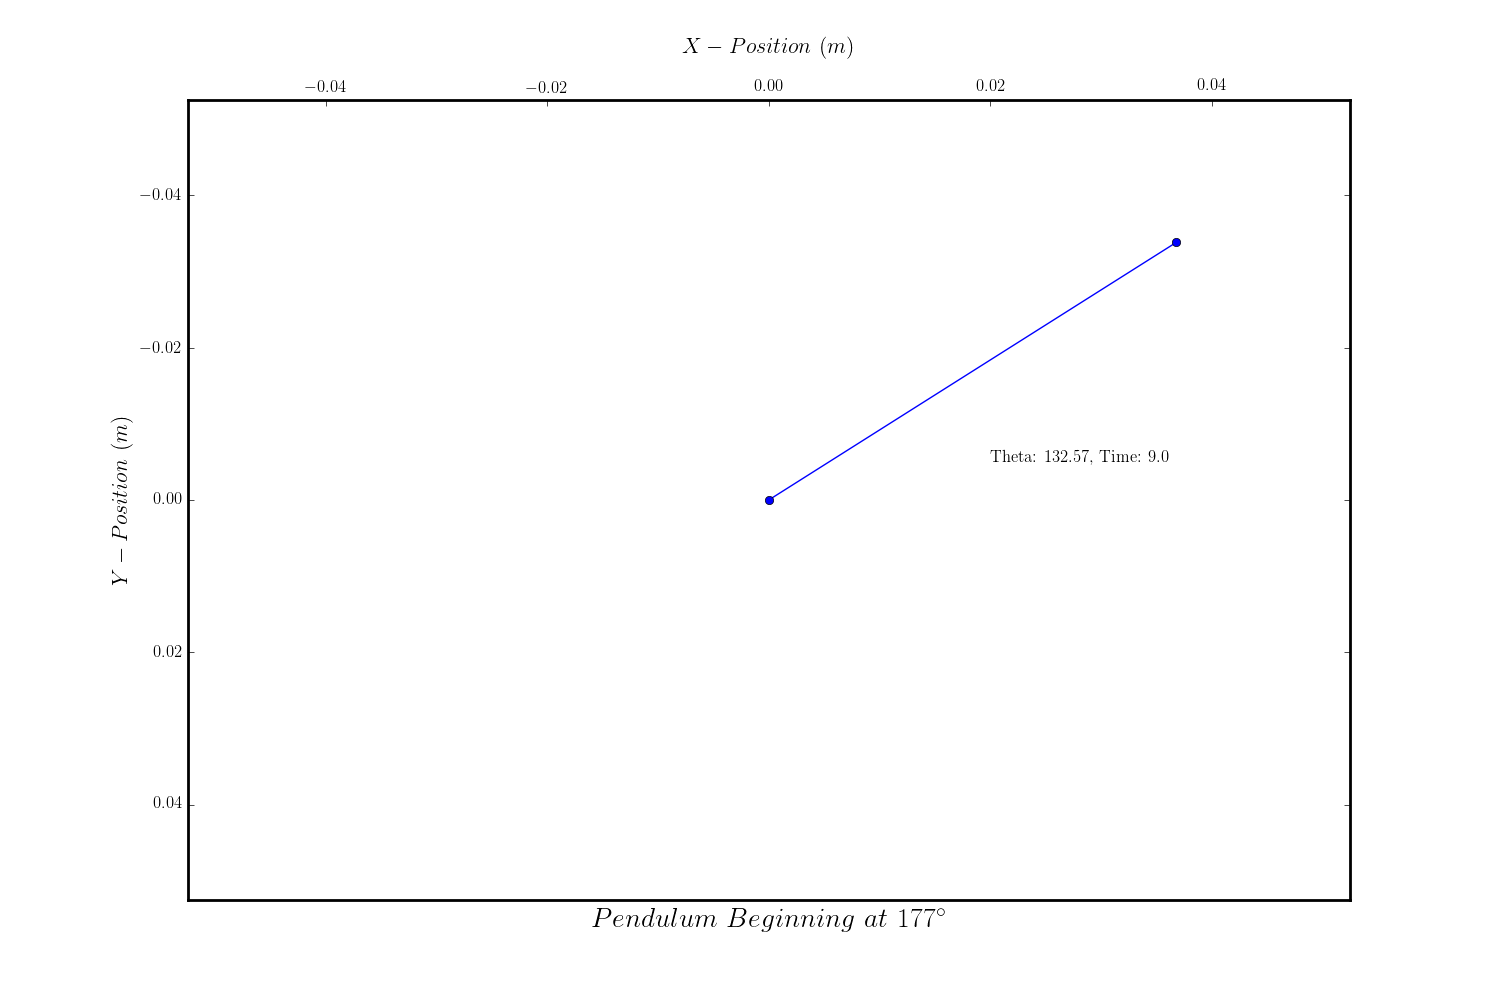 X − Position (m)
−0.04 −0.02 0.00 0.02 0.04
−0.04
−0.02
Y − Position (m)
Theta: 132.57, Time: 9.0
0.00
0.02
0.04
Pendulum Beginning at 177°